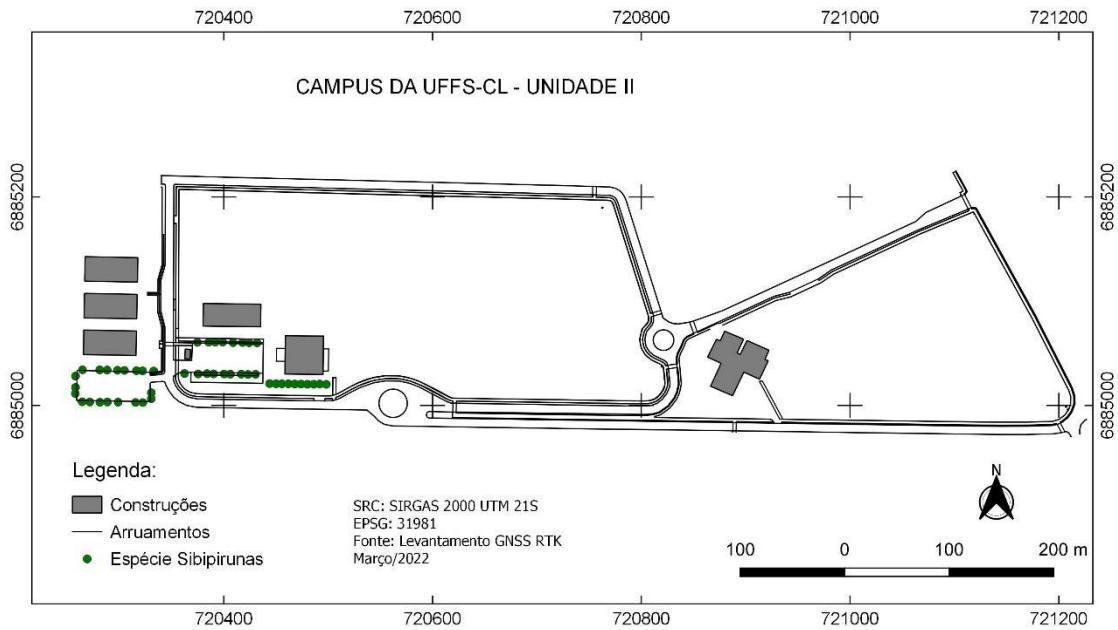 720400 720600 720800 721000 721200
CAMPUS DA UFFS-CL - UNIDADE II
6885200 6885200
6885000 6885000
Legenda:
Construções
Arruamentos
Espécie Sibipirunas
SRC: SIRGAS 2000 UTM 21S
EPSG: 31981
Fonte: Levantamento GNSS RTK
Março/2022
N
100 0 100 200 m
720400 720600 720800 721000 721200